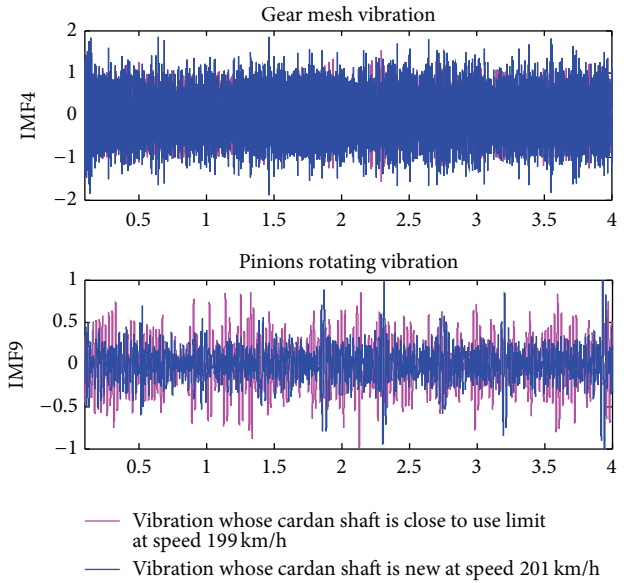 Gear mesh vibration
2
1
0
−1
−2
IMF4
0.5 1 1.5 2 2.5 3 3.5 4
Pinions rotating vibration
1
0.5
0
−0.5
−1
IMF9
0.5 1 1.5 2 2.5 3 3.5 4
Vibration whose cardan shaft is close to use limit
at speed 199 km/h
Vibration whose cardan shaft is new at speed 201 km/h